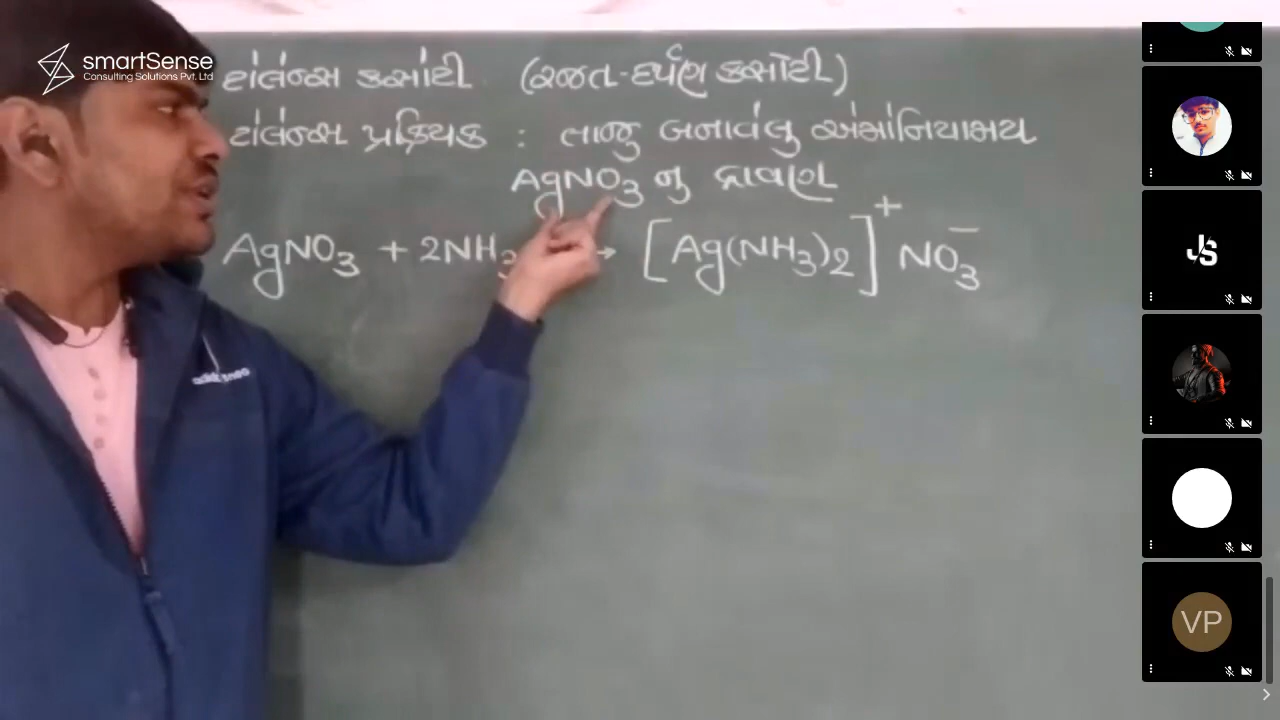 smartSense
Consulting Solutions Pvt. Ltd
ટોલેન્સ કસોટી (રજત-દર્પણ કસોટી)
ટોલેન્સ પ્રક્રિયક : તાજુ બનાવેલુ એમોનિયામય
AgNO3 નુ દ્રાવણ
AgNO3 + 2NH3 → [Ag(NH3)2]+ NO3−
JS
VP